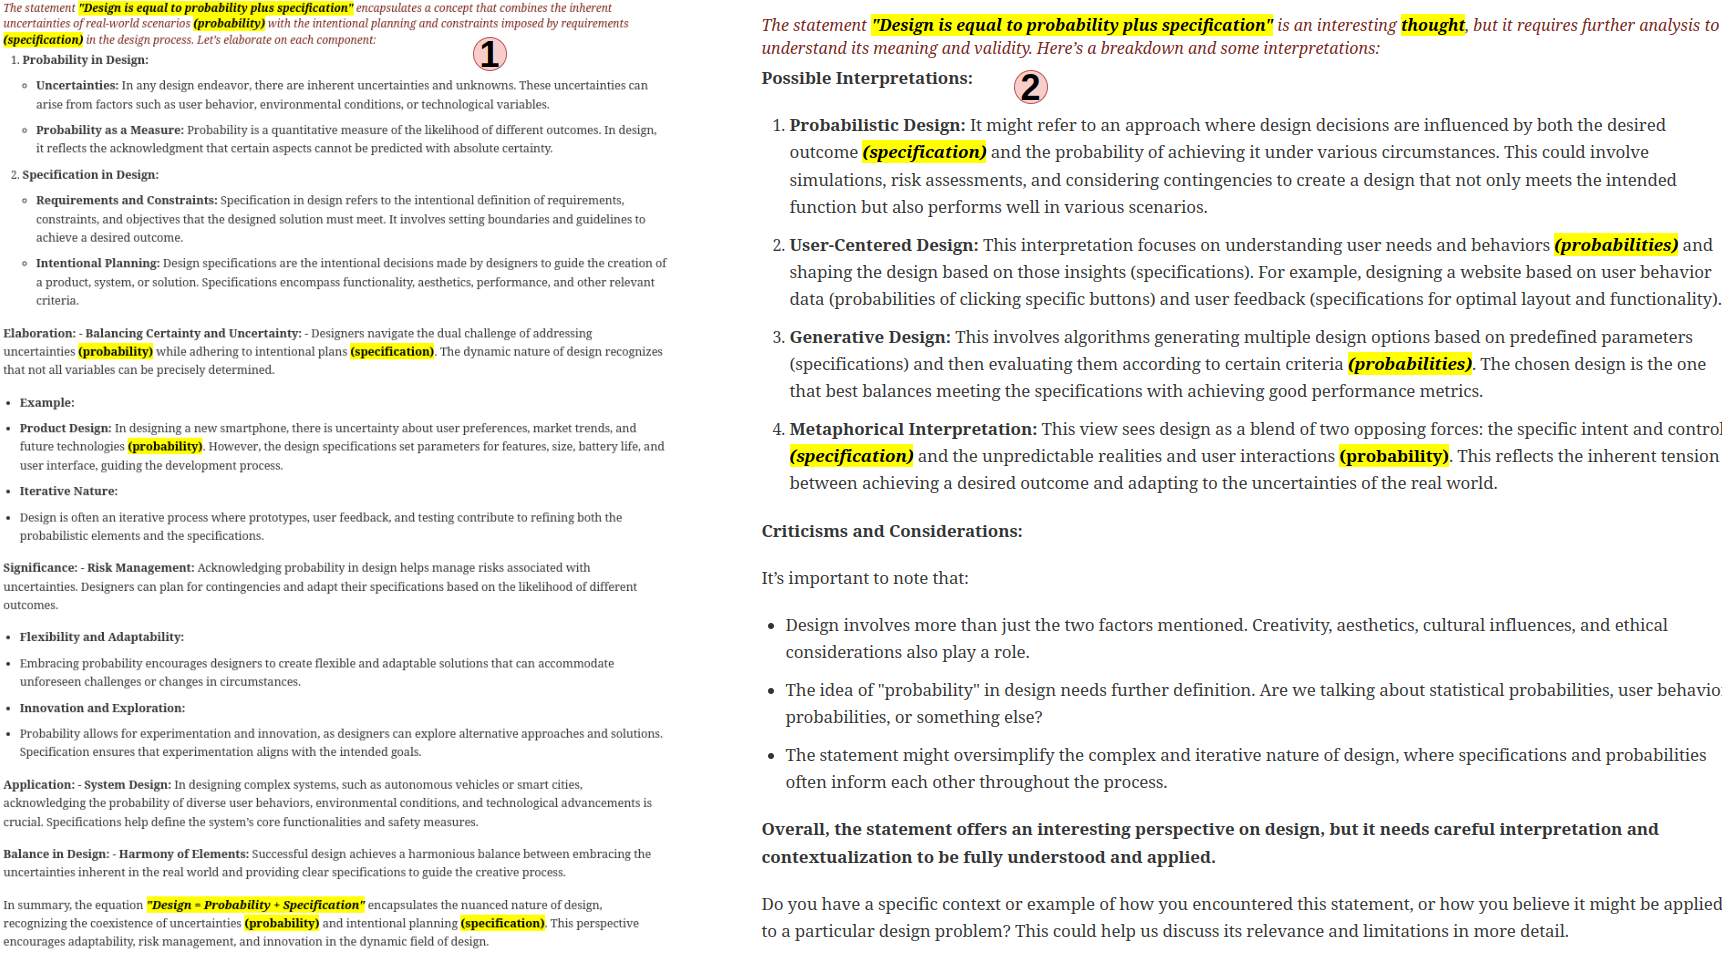 The statement "Design is equal to probability plus specification" encapsulates a concept that combines the inherent
uncertainties of real-world scenarios (probability) with the intentional planning and constraints imposed by requirements
(specification) in the design process. Let's elaborate on each component:
1
1. Probability in Design:
Uncertainties: In any design endeavor, there are inherent uncertainties and unknowns. These uncertainties can
arise from factors such as user behavior, environmental conditions, or technological variables.
Probability as a Measure: Probability is a quantitative measure of the likelihood of different outcomes. In design,
it reflects the acknowledgment that certain aspects cannot be predicted with absolute certainty.
2. Specification in Design:
Requirements and Constraints: Specification in design refers to the intentional definition of requirements,
constraints, and objectives that the designed solution must meet. It involves setting boundaries and guidelines to
achieve a desired outcome.
Intentional Planning: Design specifications are the intentional decisions made by designers to guide the creation of
a product, system, or solution. Specifications encompass functionality, aesthetics, performance, and other relevant
criteria.
Elaboration: - Balancing Certainty and Uncertainty: - Designers navigate the dual challenge of addressing
uncertainties (probability) while adhering to intentional plans (specification). The dynamic nature of design recognizes
that not all variables can be precisely determined.
• Example:
• Product Design: In designing a new smartphone, there is uncertainty about user preferences, market trends, and
future technologies (probability). However, the design specifications set parameters for features, size, battery life, and
user interface, guiding the development process.
• Iterative Nature:
• Design is often an iterative process where prototypes, user feedback, and testing contribute to refining both the
probabilistic elements and the specifications.
Significance: - Risk Management: Acknowledging probability in design helps manage risks associated with
uncertainties. Designers can plan for contingencies and adapt their specifications based on the likelihood of different
outcomes.
• Flexibility and Adaptability:
• Embracing probability encourages designers to create flexible and adaptable solutions that can accommodate
unforeseen challenges or changes in circumstances.
• Innovation and Exploration:
• Probability allows for experimentation and innovation, as designers can explore alternative approaches and solutions.
Specification ensures that experimentation aligns with the intended goals.
Application: - System Design: In designing complex systems, such as autonomous vehicles or smart cities,
acknowledging the probability of diverse user behaviors, environmental conditions, and technological advancements is
crucial. Specifications help define the system's core functionalities and safety measures.
Balance in Design: - Harmony of Elements: Successful design achieves a harmonious balance between embracing the
uncertainties inherent in the real world and providing clear specifications to guide the creative process.
In summary, the equation "Design = Probability + Specification" encapsulates the nuanced nature of design,
recognizing the coexistence of uncertainties (probability) and intentional planning (specification). This perspective
encourages adaptability, risk management, and innovation in the dynamic field of design.
The statement "Design is equal to probability plus specification" is an interesting thought, but it requires further analysis to
understand its meaning and validity. Here's a breakdown and some interpretations:
Possible Interpretations:
2
1. Probabilistic Design: It might refer to an approach where design decisions are influenced by both the desired
outcome (specification) and the probability of achieving it under various circumstances. This could involve
simulations, risk assessments, and considering contingencies to create a design that not only meets the intended
function but also performs well in various scenarios.
2. User-Centered Design: This interpretation focuses on understanding user needs and behaviors (probabilities) and
shaping the design based on those insights (specifications). For example, designing a website based on user behavior
data (probabilities of clicking specific buttons) and user feedback (specifications for optimal layout and functionality).
3. Generative Design: This involves algorithms generating multiple design options based on predefined parameters
(specifications) and then evaluating them according to certain criteria (probabilities). The chosen design is the one
that best balances meeting the specifications with achieving good performance metrics.
4. Metaphorical Interpretation: This view sees design as a blend of two opposing forces: the specific intent and control
(specification) and the unpredictable realities and user interactions (probability). This reflects the inherent tension
between achieving a desired outcome and adapting to the uncertainties of the real world.
Criticisms and Considerations:
It's important to note that:
• Design involves more than just the two factors mentioned. Creativity, aesthetics, cultural influences, and ethical
considerations also play a role.
• The idea of "probability" in design needs further definition. Are we talking about statistical probabilities, user behavio
probabilities, or something else?
• The statement might oversimplify the complex and iterative nature of design, where specifications and probabilities
often inform each other throughout the process.
Overall, the statement offers an interesting perspective on design, but it needs careful interpretation and
contextualization to be fully understood and applied.
Do you have a specific context or example of how you encountered this statement, or how you believe it might be applied
to a particular design problem? This could help us discuss its relevance and limitations in more detail.